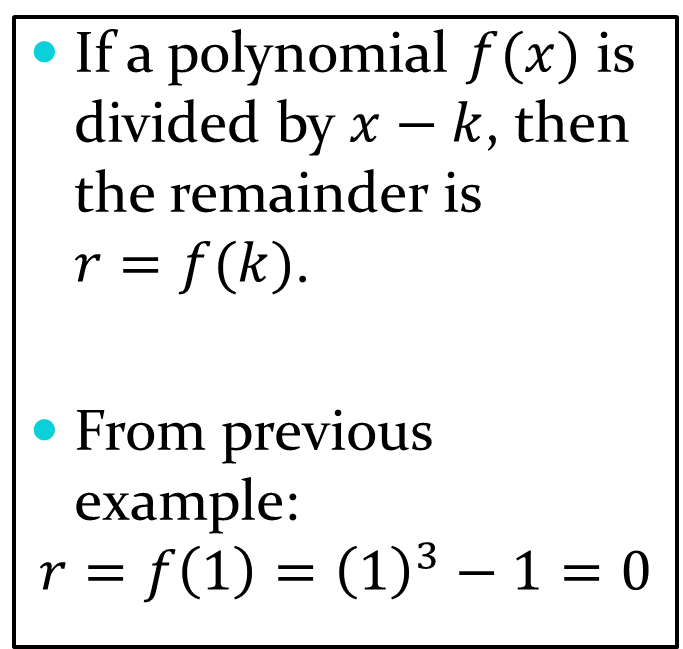 • If a polynomial f(x) is
divided by x − k, then
the remainder is
r = f(k).
• From previous
example:
r = f(1) = (1)³ − 1 = 0